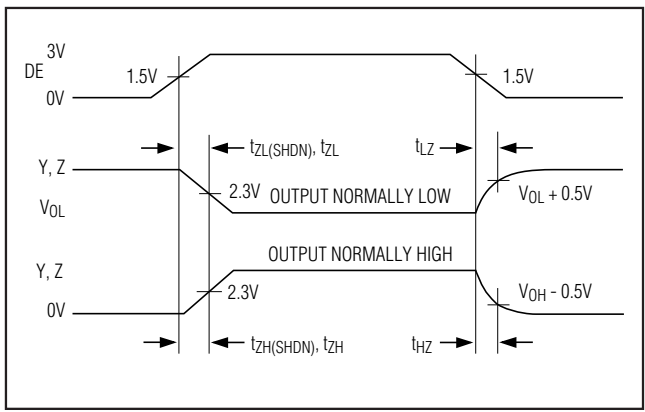 3V
DE
1.5V
1.5V
0V
tZL(SHDN), tZL
tLZ
Y, Z
2.3V
OUTPUT NORMALLY LOW
VOL + 0.5V
VOL
OUTPUT NORMALLY HIGH
Y, Z
2.3V
VOH - 0.5V
0V
tZH(SHDN), tZH
tHZ